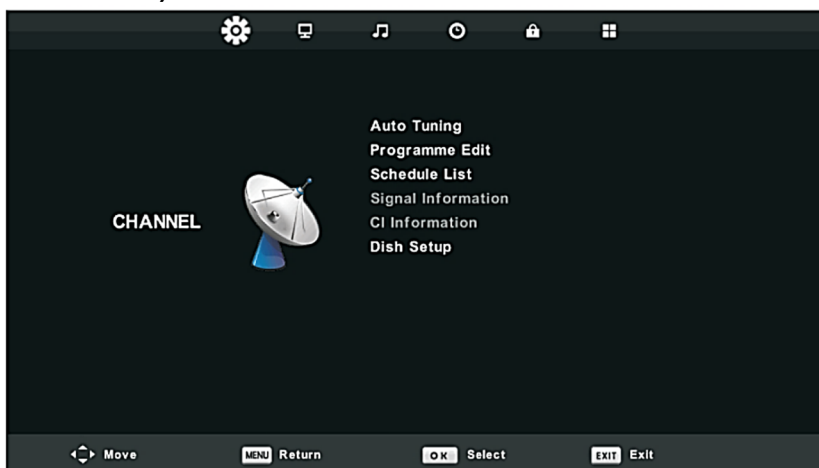 CHANNEL
Auto Tuning
Programme Edit
Schedule List
Signal Information
CI Information
Dish Setup
Move MENU Return OK Select EXIT Exit